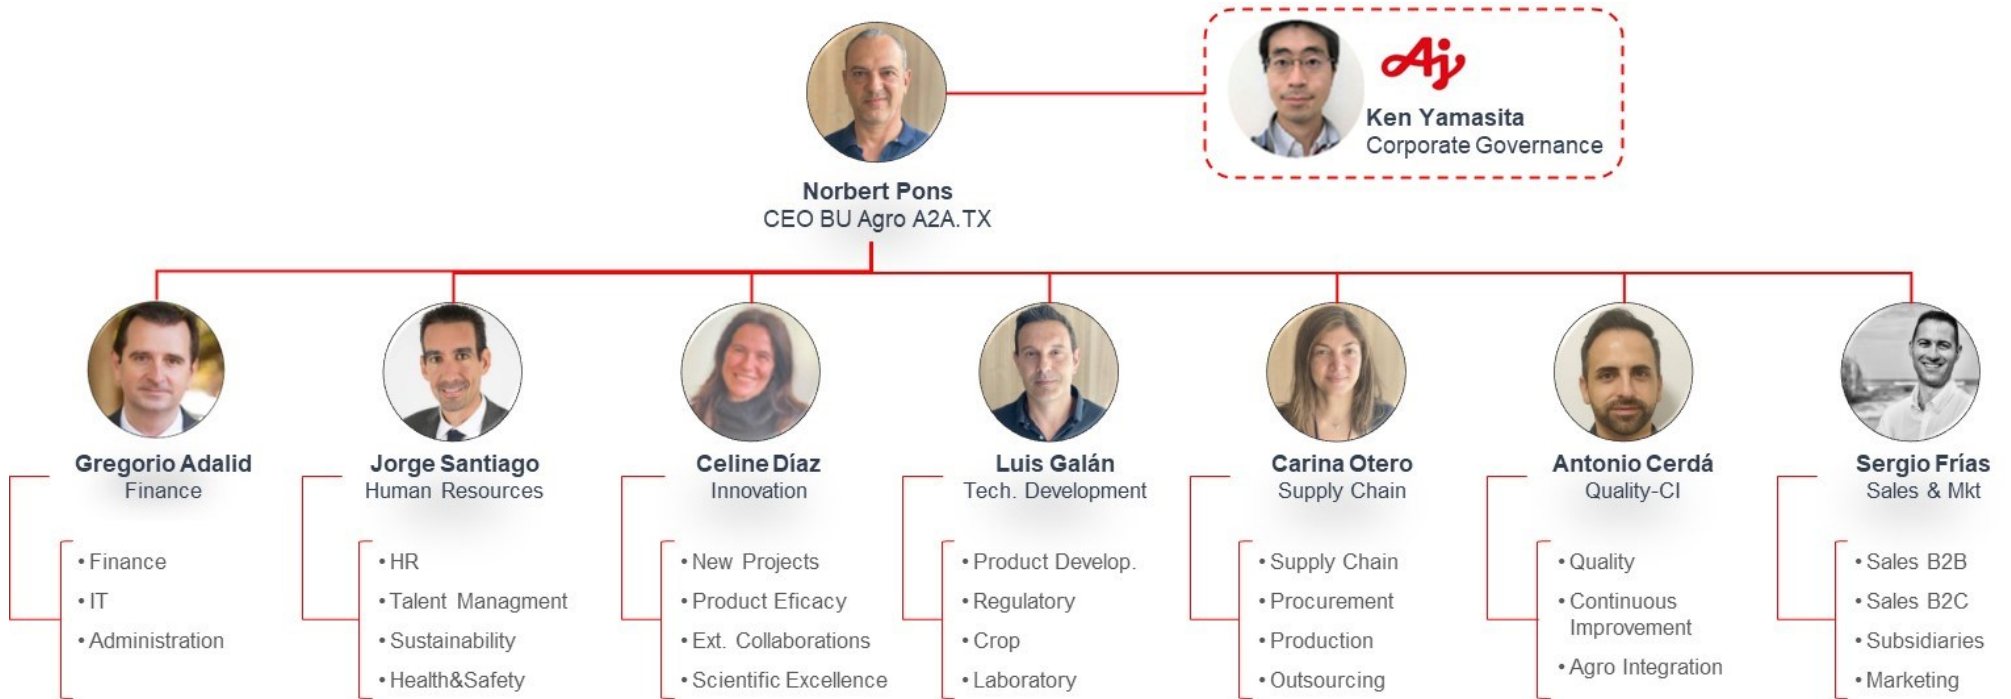 Aj
Ken Yamasita
Corporate Governance
Norbert Pons
CEO BU Agro A2A.TX
Gregorio Adalid
Finance
• Finance
• IT
• Administration
Jorge Santiago
Human Resources
• HR
• Talent Managment
• Sustainability
• Health&Safety
Celine Díaz
Innovation
• New Projects
• Product Eficacy
• Ext. Collaborations
• Scientific Excellence
Luis Galán
Tech. Development
• Product Develop.
• Regulatory
• Crop
• Laboratory
Carina Otero
Supply Chain
• Supply Chain
• Procurement
• Production
• Outsourcing
Antonio Cerdá
Quality-CI
• Quality
• Continuous
Improvement
• Agro Integration
Sergio Frías
Sales & Mkt
• Sales B2B
• Sales B2C
• Subsidiaries
• Marketing